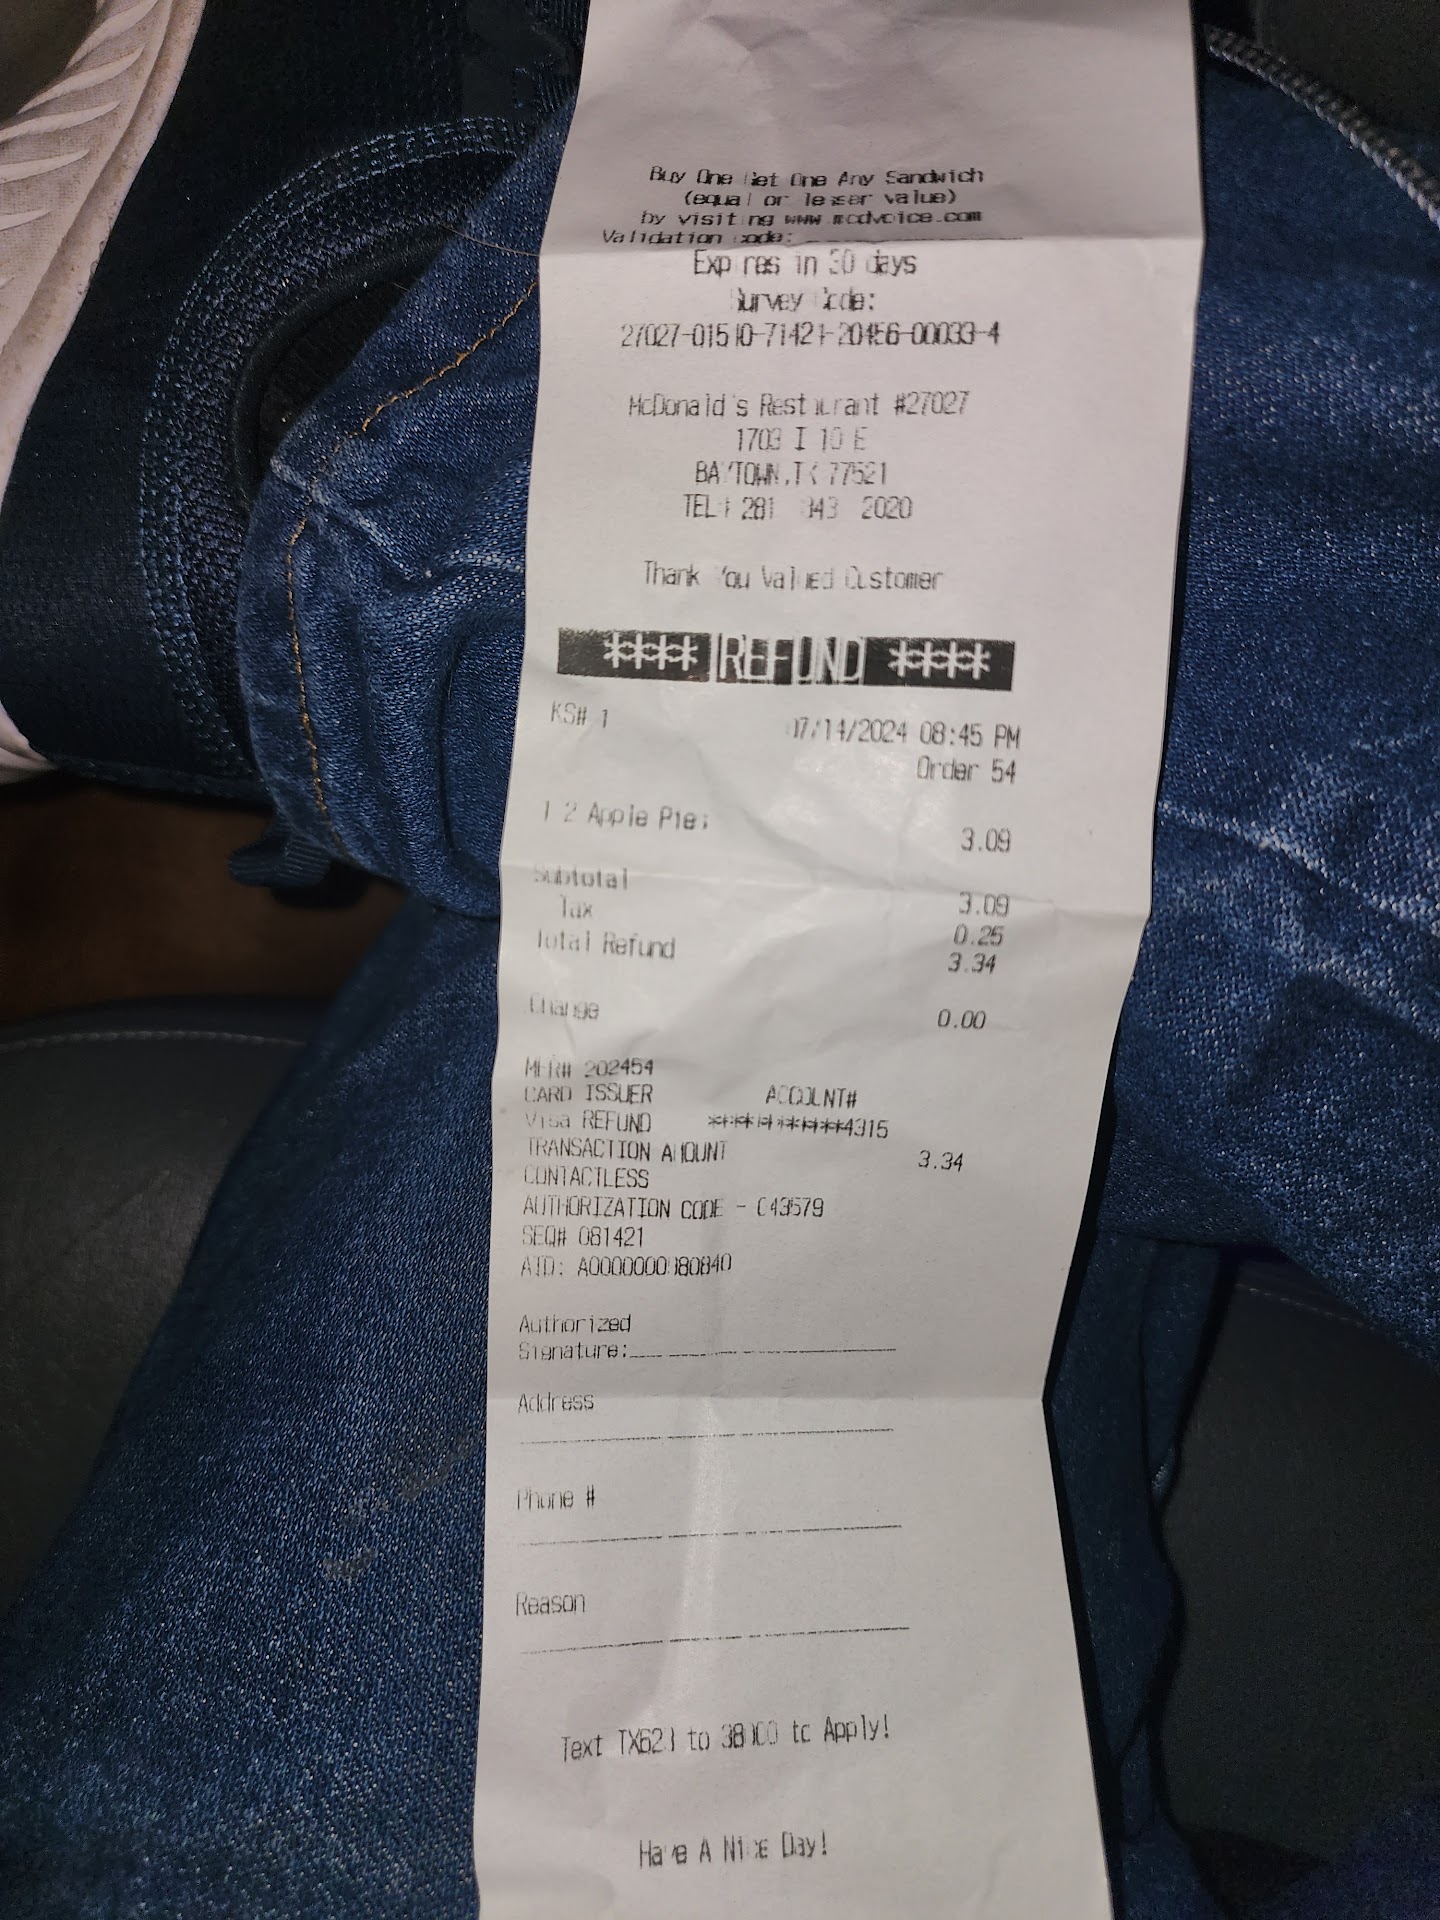 Buy One Get One Any Sandwich
(equal or lesser value)
by visiting www.mcdvoice.com
Validation code:
Expires in 30 days
Survey Code:
27027-01510-71421-20456-00033-4
McDonald's Restaurant #27027
1703 I 10 E
BAYTOWN,TX 77521
TEL# 281 843 2020
Thank You Valued Customer
**** REFUND ****
KS# 1
07/14/2024 08:45 PM
Order 54
1 2 Apple Pies
3.09
Subtotal
3.09
Tax
0.25
Total Refund
3.34
Change
0.00
MER# 202454
CARD ISSUER ACCOUNT#
Visa REFUND ************4315
TRANSACTION AMOUNT 3.34
CONTACTLESS
AUTHORIZATION CODE - C43579
SEQ# 081421
AID: A0000000980840
Authorized
Signature:
Address
Phone #
Reason
Text to 38000 to Apply!
Have A Nice Day!